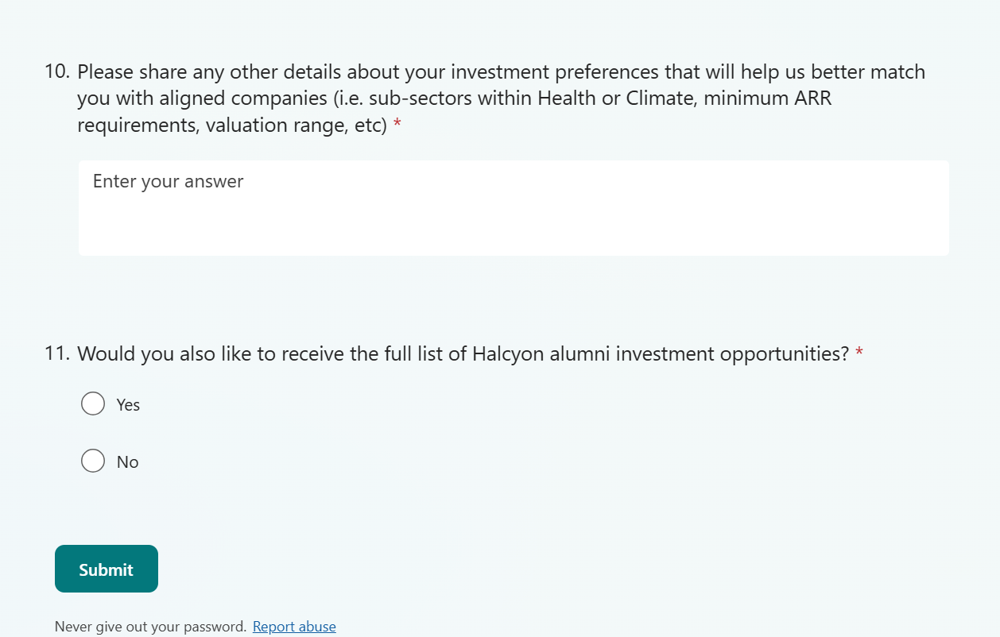 10. Please share any other details about your investment preferences that will help us better match
you with aligned companies (i.e. sub-sectors within Health or Climate, minimum ARR
requirements, valuation range, etc) *
Enter your answer
11. Would you also like to receive the full list of Halcyon alumni investment opportunities? *
Yes
No
Submit
Never give out your password. Report abuse